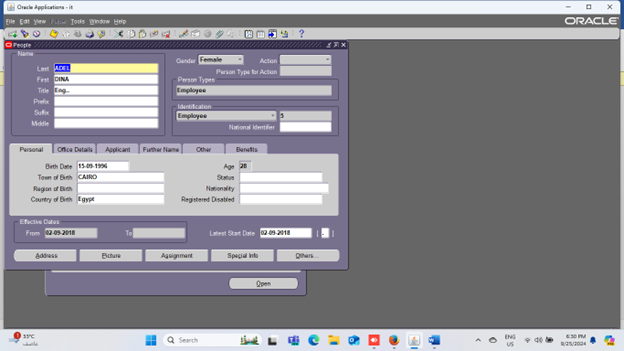 Oracle Applications - it
File Edit View Folder Tools Window Help
ORACLE
People
Name
Last ADEL
First DINA
Title Eng..
Prefix
Suffix
Middle
Gender Female Action
Person Type for Action
Person Types
Employee
Identification
Employee 5
National Identifier
Personal Office Details Applicant Further Name Other Benefits
Birth Date 15-09-1996 Age 28
Town of Birth CAIRO Status
Region of Birth Nationality
Country of Birth Egypt Registered Disabled
Effective Dates
From 02-09-2018 To Latest Start Date 02-09-2018 [ . ]
Address Picture Assignment Special Info Others...
Open
33°C
Search
ENG
US
6:30 PM
9/25/2024